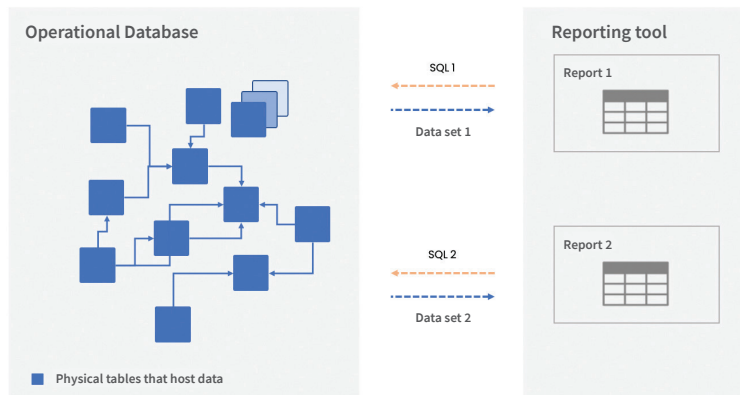 Operational Database
Reporting tool
SQL 1
Data set 1
Report 1
SQL 2
Data set 2
Report 2
Physical tables that host data